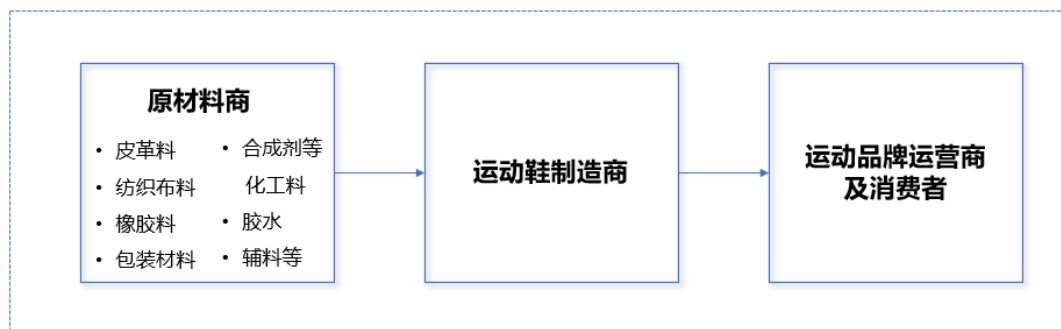 原材料商
• 皮革料
• 纺织布料
• 橡胶料
• 包装材料
• 合成剂等
化工料
• 胶水
• 辅料等
运动鞋制造商
运动品牌运营商
及消费者